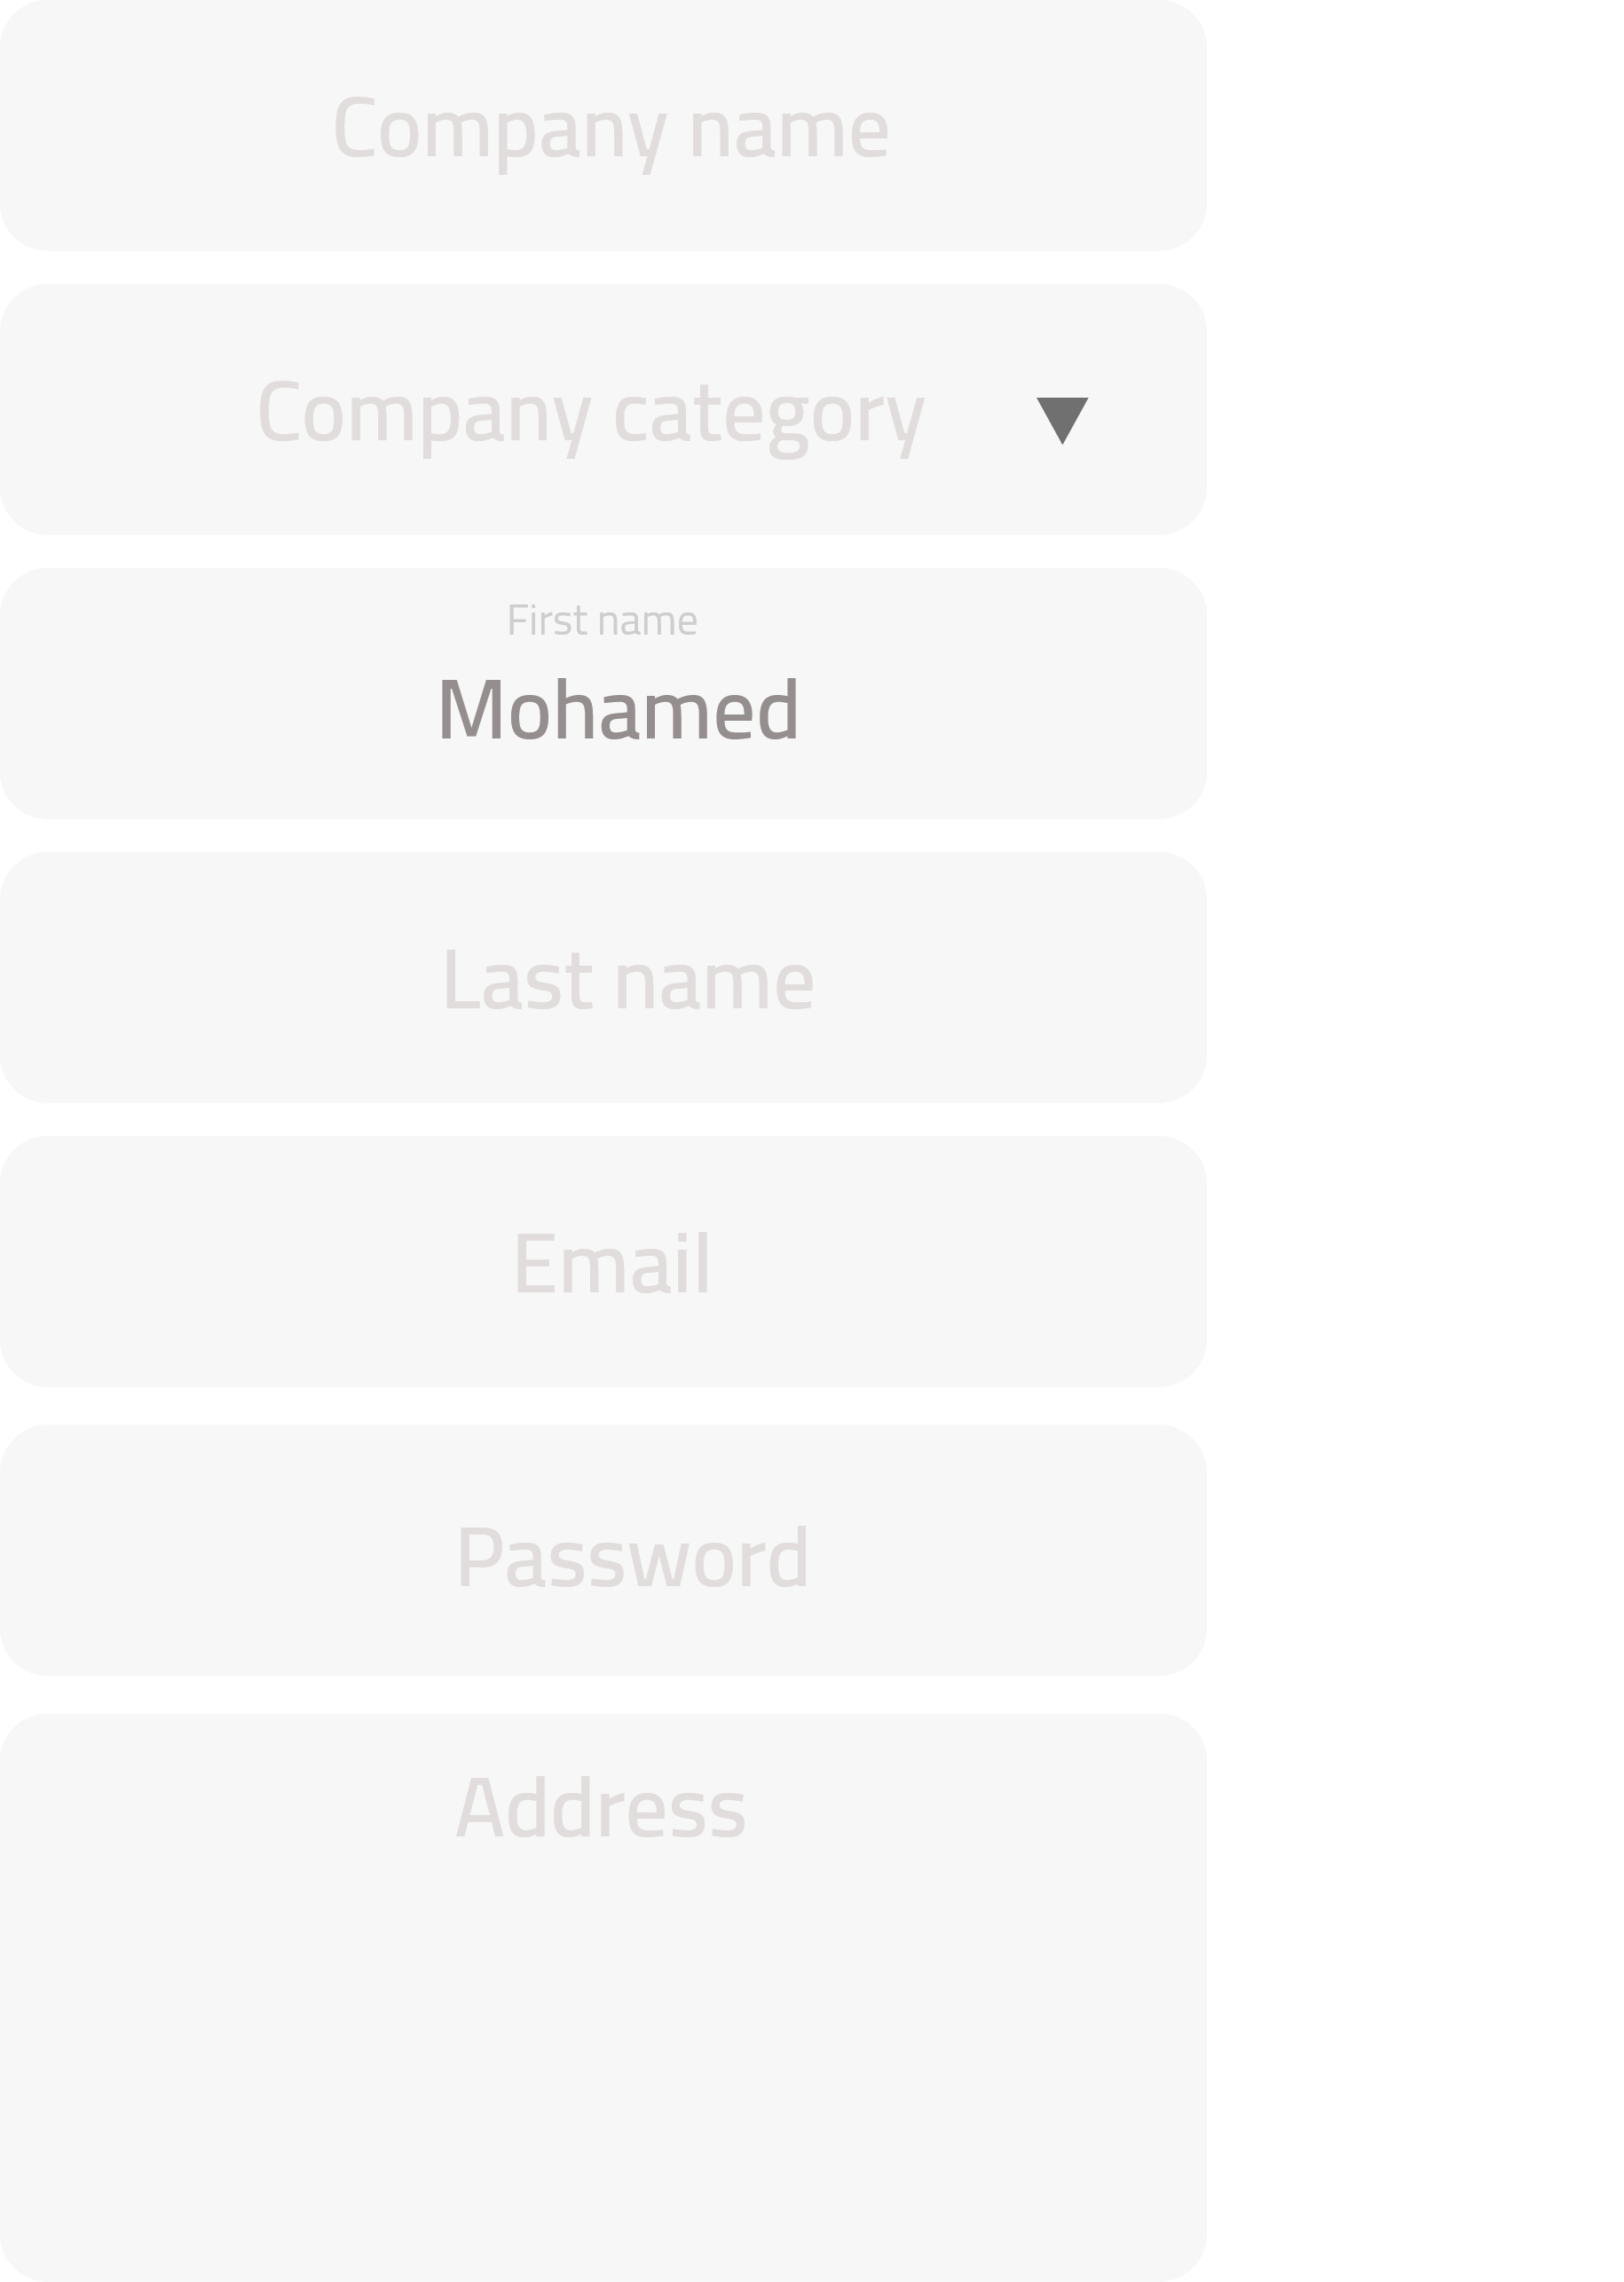 Company name
Company category
First name
Mohamed
Last name
Email
Password
Address